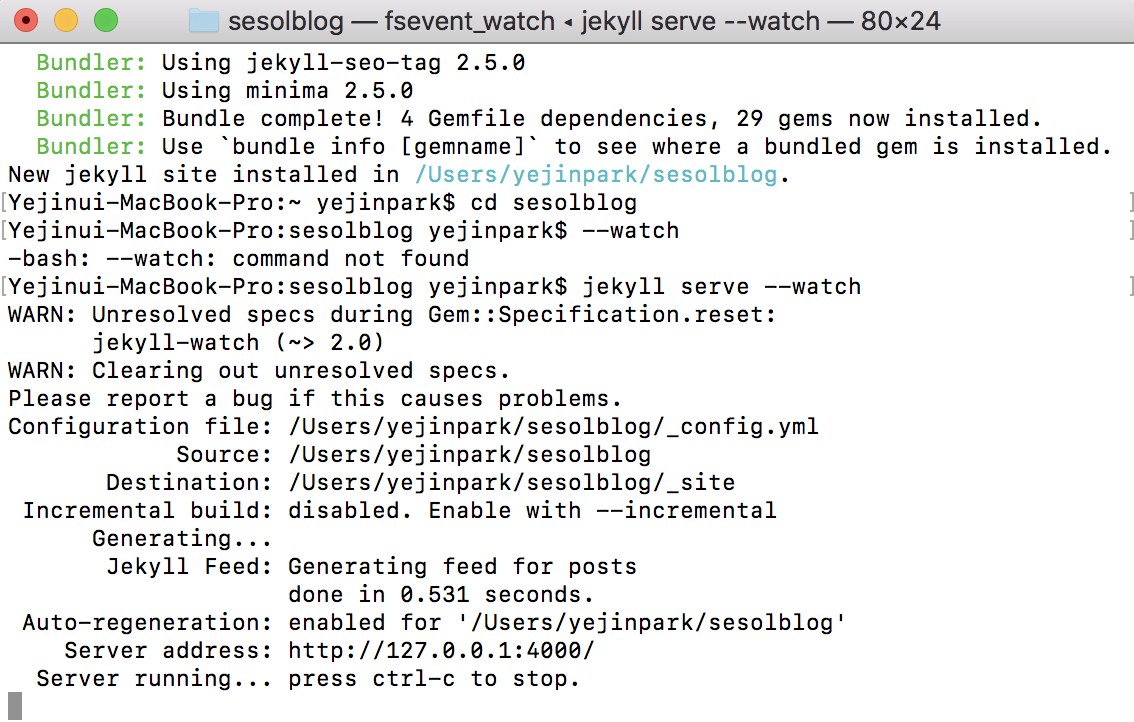 sesolblog — fsevent_watch ◂ jekyll serve --watch — 80×24
Bundler: Using jekyll-seo-tag 2.5.0
Bundler: Using minima 2.5.0
Bundler: Bundle complete! 4 Gemfile dependencies, 29 gems now installed.
Bundler: Use `bundle info [gemname]` to see where a bundled gem is installed.
New jekyll site installed in /Users/yejinpark/sesolblog.
[Yejinui-MacBook-Pro:~ yejinpark$ cd sesolblog ]
[Yejinui-MacBook-Pro:sesolblog yejinpark$ --watch ]
-bash: --watch: command not found
[Yejinui-MacBook-Pro:sesolblog yejinpark$ jekyll serve --watch ]
WARN: Unresolved specs during Gem::Specification.reset:
jekyll-watch (~> 2.0)
WARN: Clearing out unresolved specs.
Please report a bug if this causes problems.
Configuration file: /Users/yejinpark/sesolblog/_config.yml
Source: /Users/yejinpark/sesolblog
Destination: /Users/yejinpark/sesolblog/_site
Incremental build: disabled. Enable with --incremental
Generating...
Jekyll Feed: Generating feed for posts
done in 0.531 seconds.
Auto-regeneration: enabled for '/Users/yejinpark/sesolblog'
Server address: http://127.0.0.1:4000/
Server running... press ctrl-c to stop.